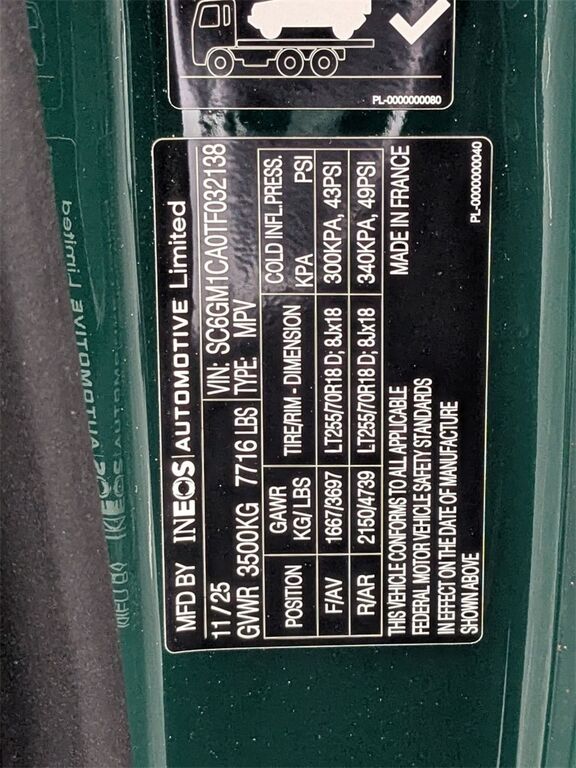 PL-0000000080
MFD BY INEOS | AUTOMOTIVE Limited
11 / 25 VIN: SC6GM1CA0TF032138
GVWR 3500KG 7716 LBS TYPE: MPV
POSITION GAWR KG/ LBS TIRE/RIM - DIMENSION COLD INFL.PRESS. KPA PSI
F/AV 1667/3697 LT255/70R18 D; 8Jx18 300KPA, 43PSI
R/AR 2150/4739 LT255/70R18 D; 8Jx18 340KPA, 49PSI
THIS VEHICLE CONFORMS TO ALL APPLICABLE MADE IN FRANCE
FEDERAL MOTOR VEHICLE SAFETY STANDARDS
IN EFFECT ON THE DATE OF MANUFACTURE
SHOWN ABOVE
PL-0000000040